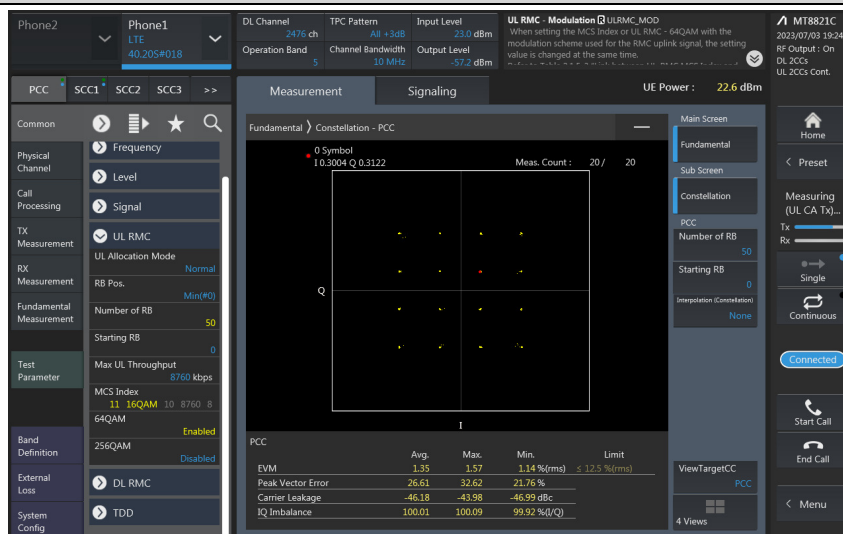 Phone2
Phone1
LTE
40.20S#018
DL Channel
2476 ch
TPC Pattern
All +3dB
Input Level
23.0 dBm
Operation Band
5
Channel Bandwidth
10 MHz
Output Level
-57.2 dBm
UL RMC - Modulation R ULRMC_MOD
When setting the MCS Index or UL RMC - 64QAM with the
modulation scheme used for the RMC uplink signal, the setting
value is changed at the same time.
MT8821C
2023/07/03 19:24
RF Output : On
DL 2CCs
UL 2CCs Cont.
PCC
SCC1
SCC2
SCC3
>>
Measurement
Signaling
UE Power : 22.6 dBm
Common
Physical Channel
Call Processing
TX Measurement
RX Measurement
Fundamental Measurement
Test Parameter
Band Definition
External Loss
System Config
Frequency
Level
Signal
UL RMC
UL Allocation Mode
Normal
RB Pos.
Min(#0)
Number of RB
50
Starting RB
0
Max UL Throughput
8760 kbps
MCS Index
11 16QAM 10 8760 8
64QAM
Enabled
256QAM
Disabled
DL RMC
TDD
Fundamental 〉 Constellation - PCC
0 Symbol
I 0.3004 Q 0.3122
Meas. Count : 20 / 20
Q
I
PCC
Avg. Max. Min. Limit
EVM 1.35 1.57 1.14 %(rms) ≤ 12.5 %(rms)
Peak Vector Error 26.61 32.62 21.76 %
Carrier Leakage -46.18 -43.98 -46.99 dBc
IQ Imbalance 100.01 100.09 99.92 %(I/Q)
Main Screen
Fundamental
Sub Screen
Constellation
PCC
Number of RB
50
Starting RB
0
Interpolation (Constellation)
None
ViewTargetCC
PCC
4 Views
Home
< Preset
Measuring
(UL CA Tx)...
Tx
Rx
Single
Continuous
Connected
Start Call
End Call
< Menu